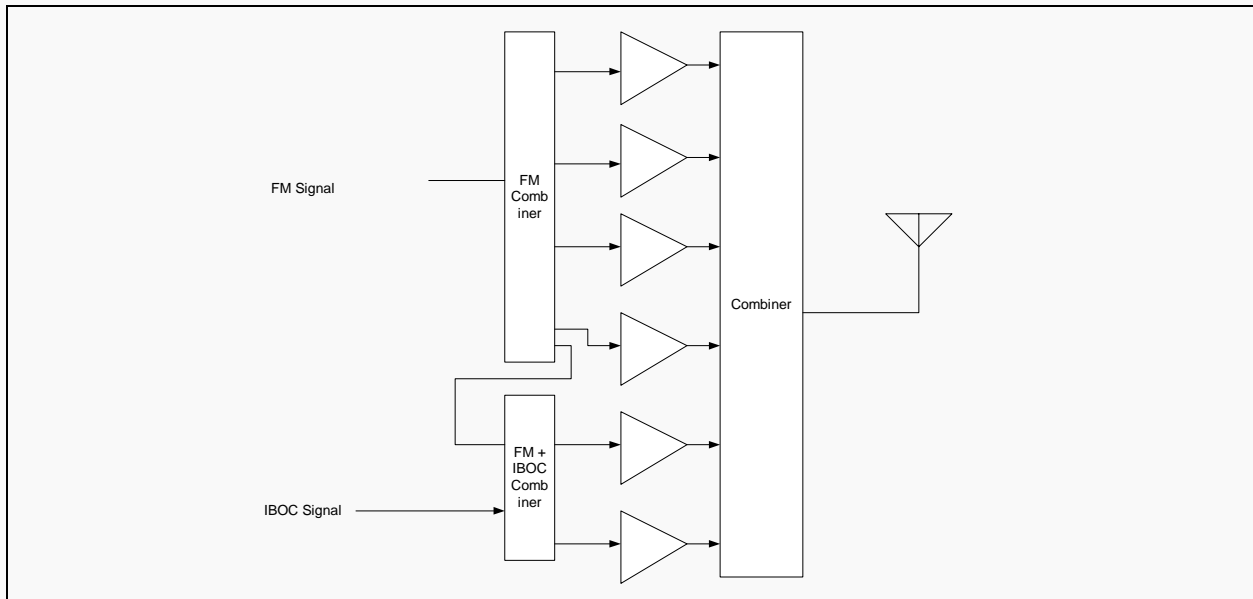 FM Signal
FM
Comb
iner
Combiner
FM +
IBOC
Comb
iner
IBOC Signal